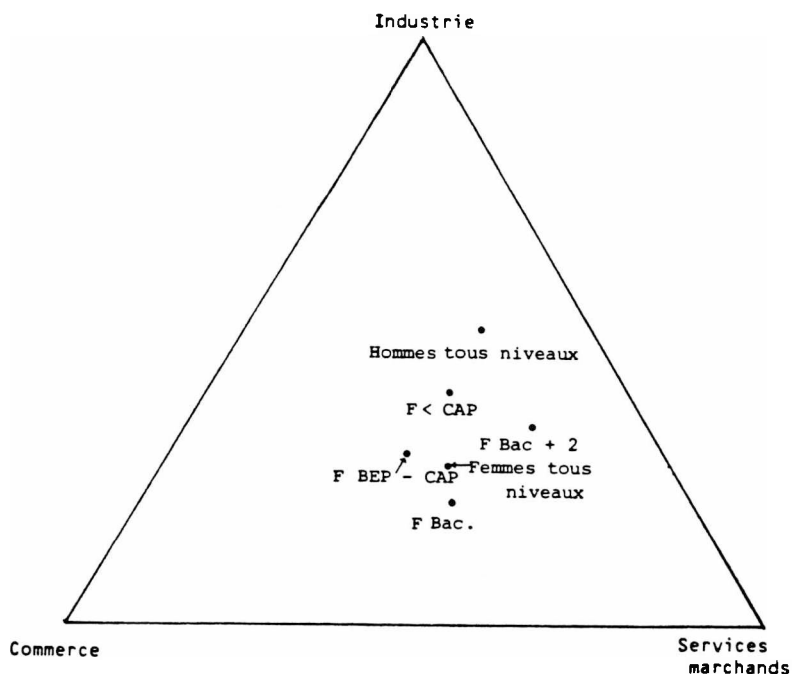 Industrie
Hommes tous niveaux
F < CAP
F Bac + 2
F BEP - CAP
Femmes tous
niveaux
F Bac.
Commerce
Services
marchands